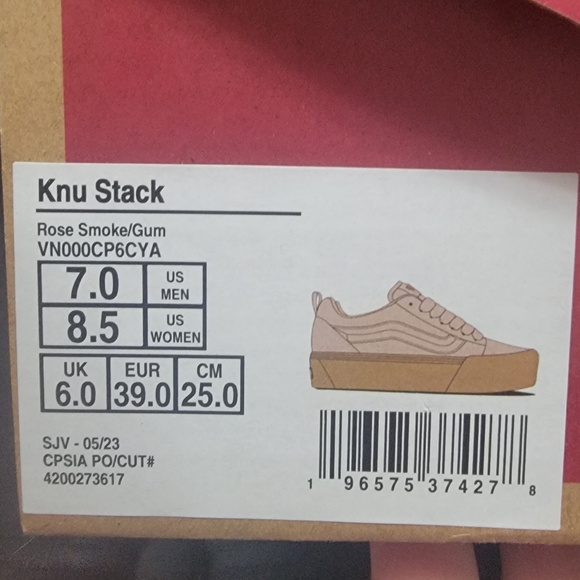 Knu Stack
Rose Smoke/Gum
VN000CP6CYA
7.0 US MEN
8.5 US WOMEN
UK EUR CM
6.0 39.0 25.0
SJV - 05/23
CPSIA PO/CUT#
4200273617
1 96575 37427 8